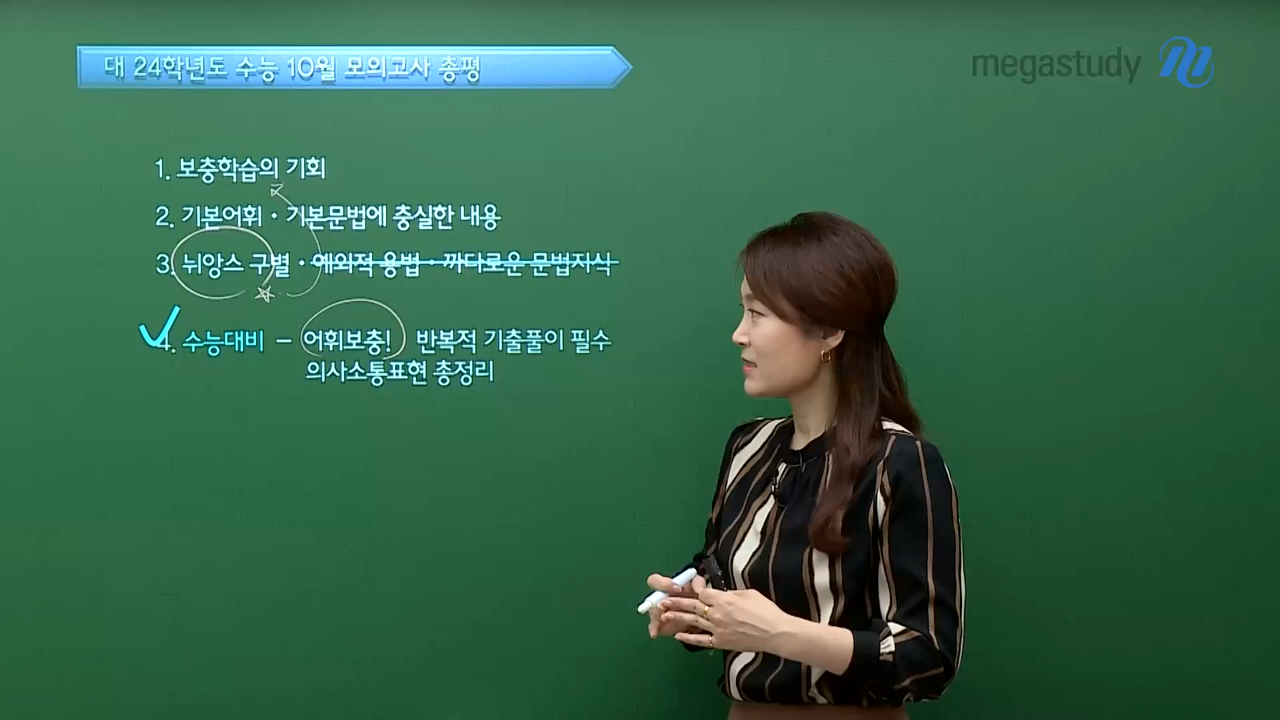 대 24학년도 수능 10월 모의고사 총평
megastudy
1. 보충학습의 기회
2. 기본어휘·기본문법에 충실한 내용
3. 뉘앙스 구별·예외적 용법·까다로운 문법지식
4. 수능대비 – 어휘보충! 반복적 기출풀이 필수
의사소통표현 총정리